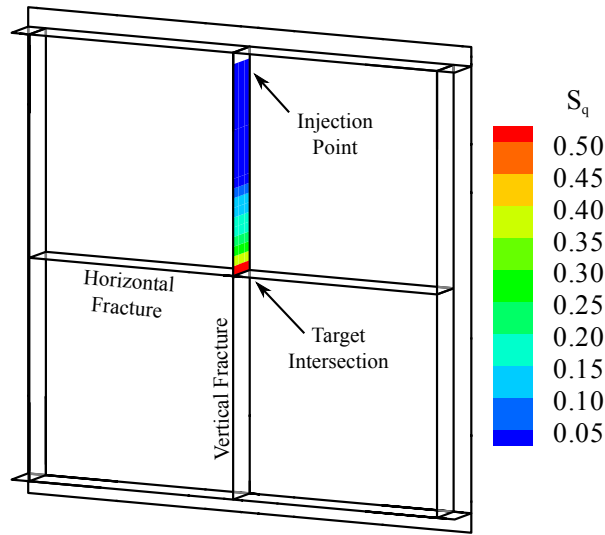 Injection
Point
Horizontal
Fracture
Vertical Fracture
Target
Intersection
S_q
0.50
0.45
0.40
0.35
0.30
0.25
0.20
0.15
0.10
0.05